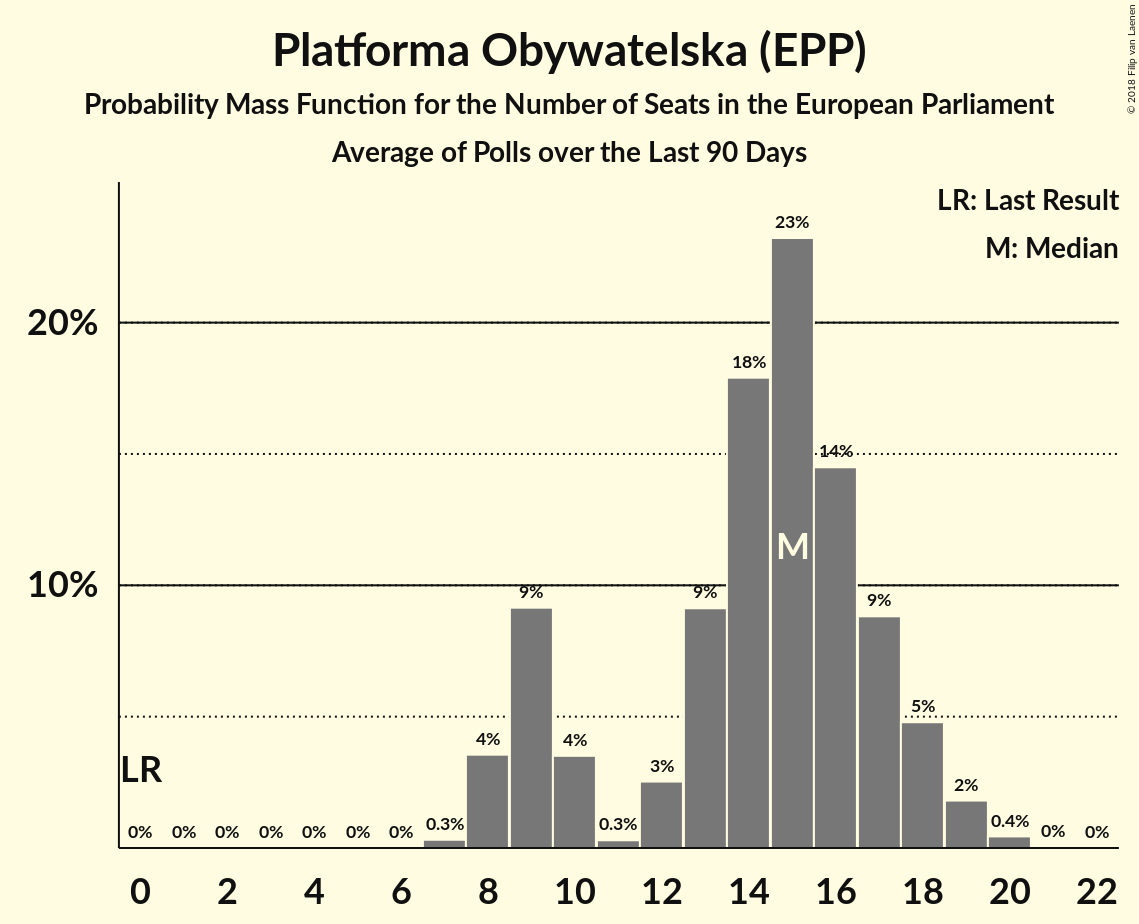 Platforma Obywatelska (EPP)
Probability Mass Function for the Number of Seats in the European Parliament
Average of Polls over the Last 90 Days
© 2018 Filip van Laenen
LR: Last Result
M: Median
20%
10%
LR
M
0% 0% 0% 0% 0% 0% 0% 0.3% 4% 9% 4% 0.3% 3% 9% 18% 23% 14% 9% 5% 2% 0.4% 0% 0%
0 2 4 6 8 10 12 14 16 18 20 22